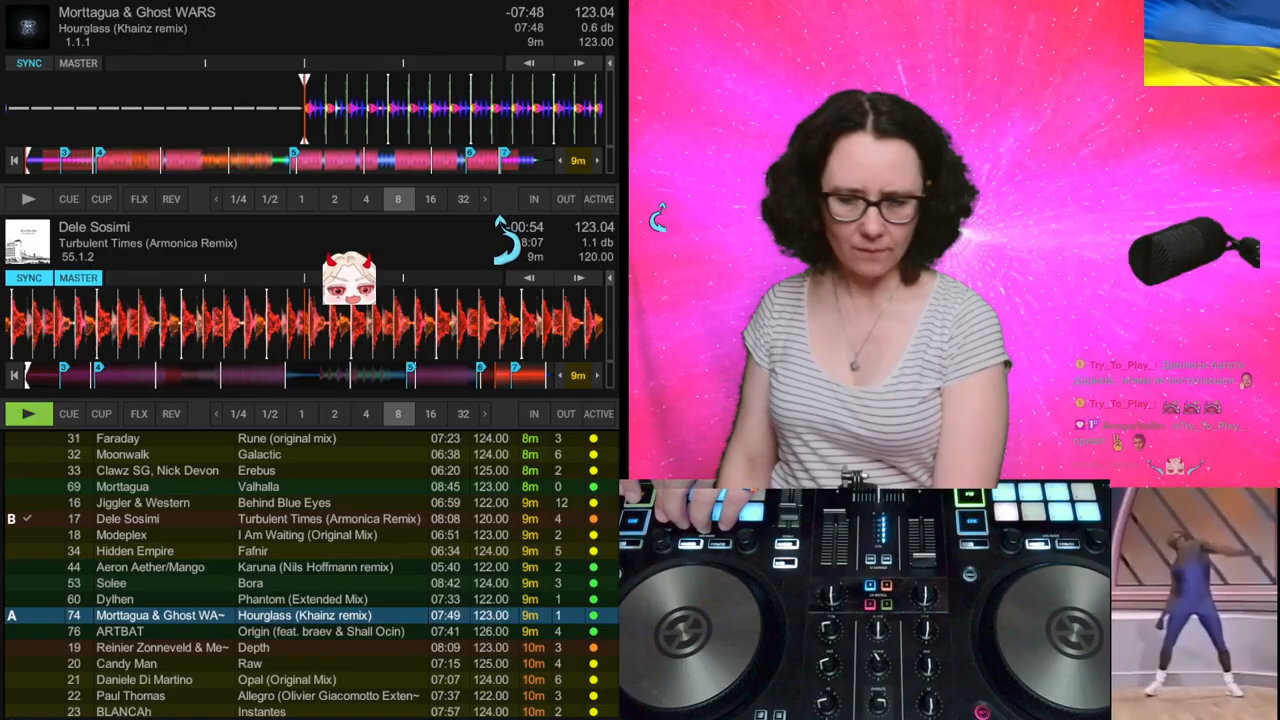 Morttagua & Ghost WARS
-07:48
123.04
Hourglass (Khainz remix)
07:48
0.6 db
1.1.1
9m
123.00
SYNC
MASTER
3
4
5
6
7
9m
CUE
CUP
FLX
REV
1/4
1/2
1
2
4
8
16
32
IN
OUT
ACTIVE
Dele Sosimi
-00:54
123.04
Turbulent Times (Armonica Remix)
8:07
1.1 db
55.1.2
9m
120.00
SYNC
MASTER
3
4
5
6
7
9m
CUE
CUP
FLX
REV
1/4
1/2
1
2
4
8
16
32
IN
OUT
ACTIVE
31 Faraday Rune (original mix) 07:23 124.00 8m 3
32 Moonwalk Galactic 06:38 124.00 8m 6
33 Clawz SG, Nick Devon Erebus 06:20 125.00 8m 2
69 Morttagua Valhalla 08:45 123.00 8m 0
16 Jiggler & Western Behind Blue Eyes 06:59 122.00 9m 12
B 17 Dele Sosimi Turbulent Times (Armonica Remix) 08:08 120.00 9m 4
18 Modeplex I Am Waiting (Original Mix) 06:51 123.00 9m 2
34 Hidden Empire Fafnir 06:34 124.00 9m 5
44 Aeron Aether/Mango Karuna (Nils Hoffmann remix) 05:40 122.00 9m 2
53 Solee Bora 08:42 124.00 9m 3
60 Dylhen Phantom (Extended Mix) 07:33 122.00 9m 1
A 74 Morttagua & Ghost WA~ Hourglass (Khainz remix) 07:49 123.00 9m 1
76 ARTBAT Origin (feat. braev & Shall Ocin) 07:41 126.00 9m 4
19 Reinier Zonneveld & Me~ Depth 08:09 123.00 10m 3
20 Candy Man Raw 07:15 125.00 10m 4
21 Daniele Di Martino Opal (Original Mix) 07:07 124.00 10m 6
22 Paul Thomas Allegro (Olivier Giacomotto Exten~ 07:37 122.00 10m 3
23 BLANCAh Instantes 07:57 124.00 10m 2
Try_To_Play_:
Try_To_Play_:
#Try_To_Play_